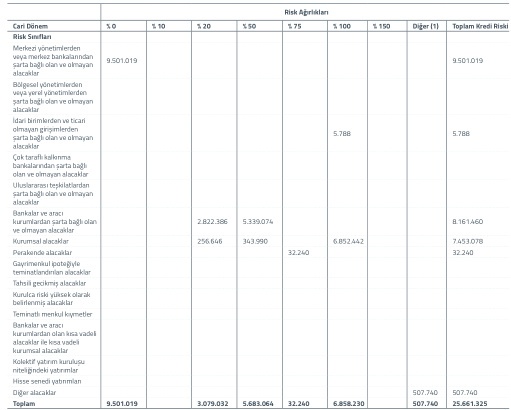 Risk Ağırlıkları
Cari Dönem % 0 % 10 % 20 % 50 % 75 % 100 % 150 Diğer (1) Toplam Kredi Riski
Risk Sınıfları
Merkezi yönetimlerden
veya merkez bankalarından
şarta bağlı olan ve olmayan 9.501.019 9.501.019
alacaklar
Bölgesel yönetimlerden
veya yerel yönetimlerden
şarta bağlı olan ve olmayan
alacaklar
İdari birimlerden ve ticari
olmayan girişimlerden
şarta bağlı olan ve olmayan 5.788 5.788
alacaklar
Çok taraflı kalkınma
bankalarından şarta bağlı
olan ve olmayan alacaklar
Uluslararası teşkilatlardan
şarta bağlı olan ve olmayan
alacaklar
Bankalar ve aracı
kurumlardan şarta bağlı olan 2.822.386 5.339.074 8.161.460
ve olmayan alacaklar
Kurumsal alacaklar 256.646 343.990 6.852.442 7.453.078
Perakende alacaklar 32.240 32.240
Gayrimenkul ipoteğiyle
teminatlandırılan alacaklar
Tahsili gecikmiş alacaklar
Kurulca riski yüksek olarak
belirlenmiş alacaklar
Teminatlı menkul kıymetler
Bankalar ve aracı
kurumlardan olan kısa vadeli
alacaklar ile kısa vadeli
kurumsal alacaklar
Kolektif yatırım kuruluşu
niteliğindeki yatırımlar
Hisse senedi yatırımları
Diğer alacaklar 507.740 507.740
Toplam 9.501.019 3.079.032 5.683.064 32.240 6.858.230 507.740 25.661.325